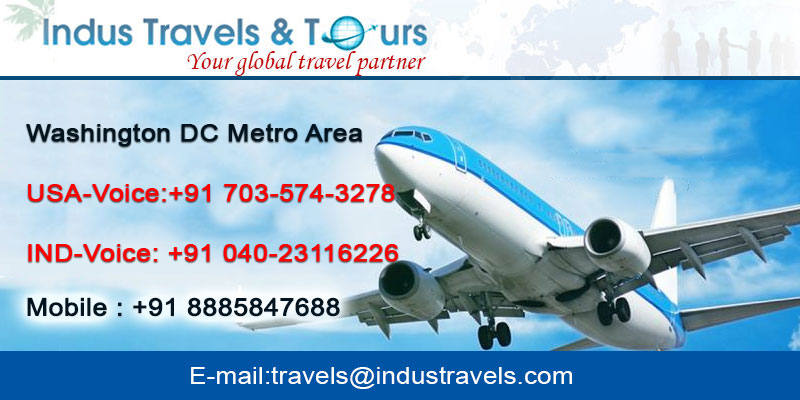 Indus Travels & Tours
Your global travel partner
Washington DC Metro Area
USA-Voice:+91 703-574-3278
IND-Voice: +91 040-23116226
Mobile : +91 8885847688
E-mail:travels@industravels.com